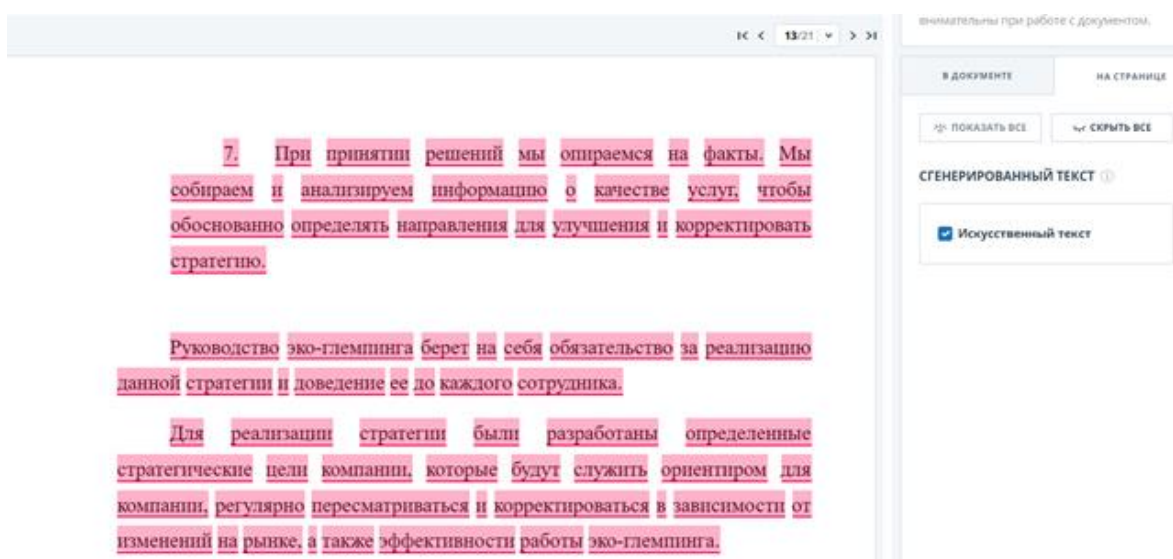 внимательны при работе с документом.
13/21
В ДОКУМЕНТЕ
НА СТРАНИЦЕ
ПОКАЗАТЬ ВСЕ
СКРЫТЬ ВСЕ
СГЕНЕРИРОВАННЫЙ ТЕКСТ
Искусственный текст
7. При принятии решений мы опираемся на факты. Мы
собираем и анализируем информацию о качестве услуг, чтобы
обоснованно определять направления для улучшения и корректировать
стратегию.
Руководство эко-глемпинга берет на себя обязательство за реализацию
данной стратегии и доведение ее до каждого сотрудника.
Для реализации стратегии были разработаны определенные
стратегические цели компании, которые будут служить ориентиром для
компании, регулярно пересматриваться и корректироваться в зависимости от
изменений на рынке, а также эффективности работы эко-глемпинга.